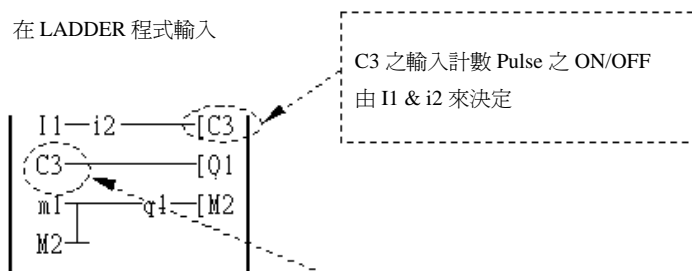 在 LADDER 程式輸入
C3 之輸入計數 Pulse 之 ON/OFF
由 I1 & i2 來決定
I1—i2———[C3
C3————[Q1
m1———q1—[M2
M2